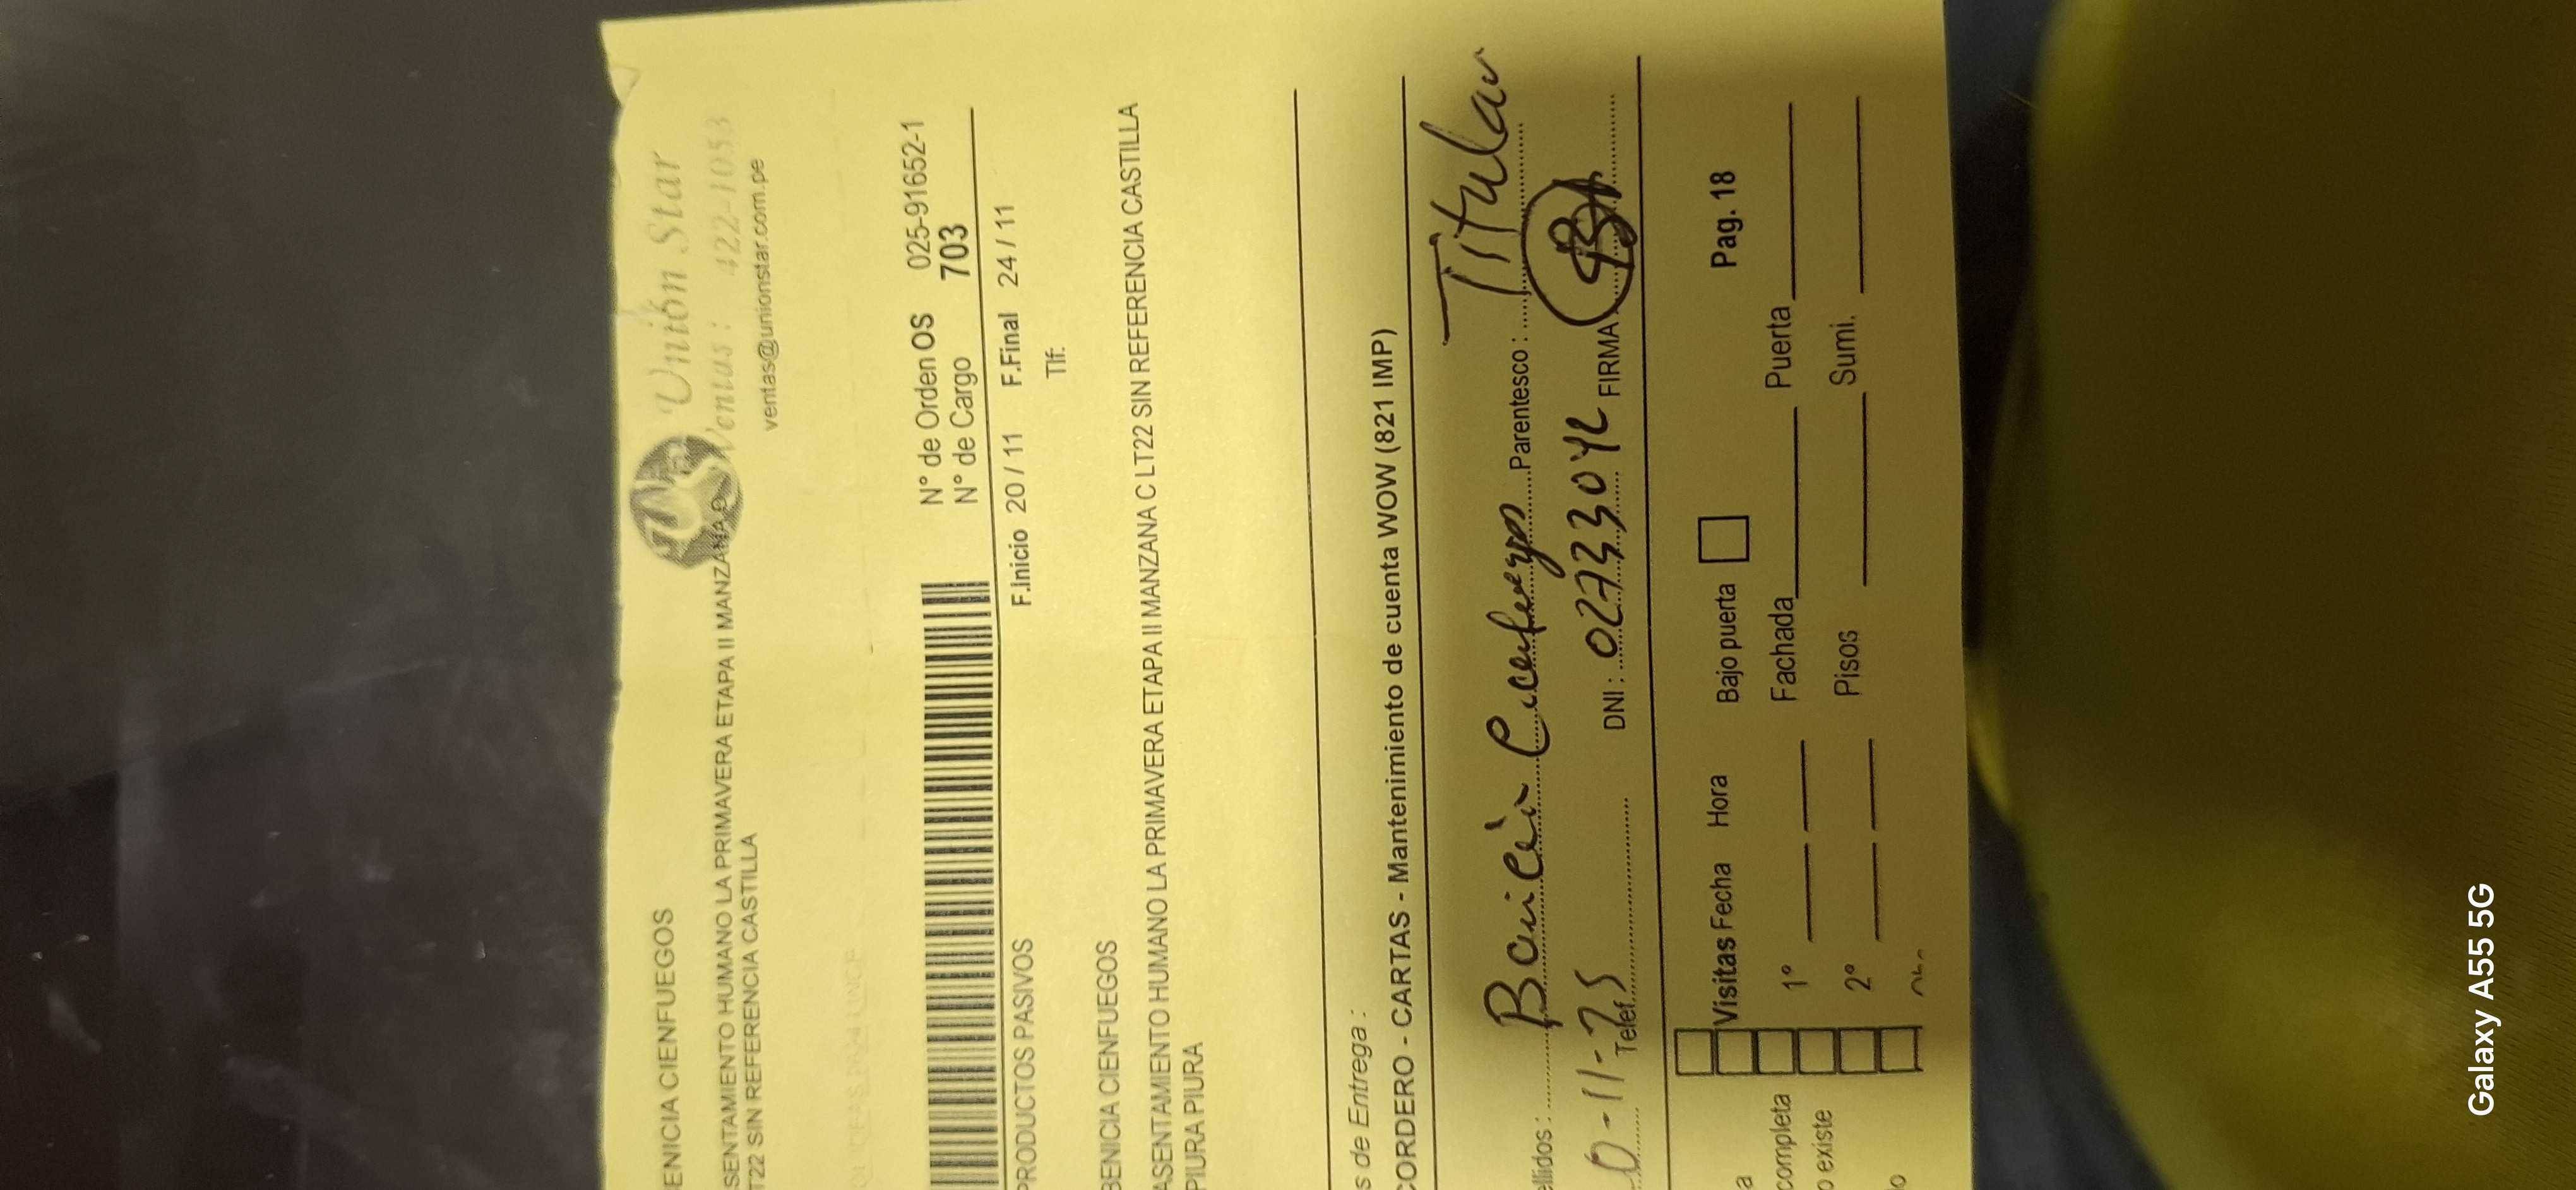 Unión Star
ENICIA CIENFUEGOS
Ventas : 422-1053
SENTAMIENTO HUMANO LA PRIMAVERA ETAPA II MANZANA C
T22 SIN REFERENCIA CASTILLA
ventas@unionstar.com.pe
N° de Orden OS 025-91652-1
N° de Cargo 703
PRODUCTOS PASIVOS F.Inicio 20 / 11 F.Final 24 / 11
Tlf.
BENICIA CIENFUEGOS
ASENTAMIENTO HUMANO LA PRIMAVERA ETAPA II MANZANA C LT22 SIN REFERENCIA CASTILLA
PIURA PIURA
s de Entrega :
CORDERO - CARTAS - Mantenimiento de cuenta WOW (821 IMP)
ellidos : Cienfuegos Parentesco : Titular
0-11-25 Telef. DNI : FIRMA
Visitas Fecha Hora Bajo puerta Pag. 18
completa 1° Fachada Puerta
o existe 2° Pisos Sumi.
Galaxy A55 5G